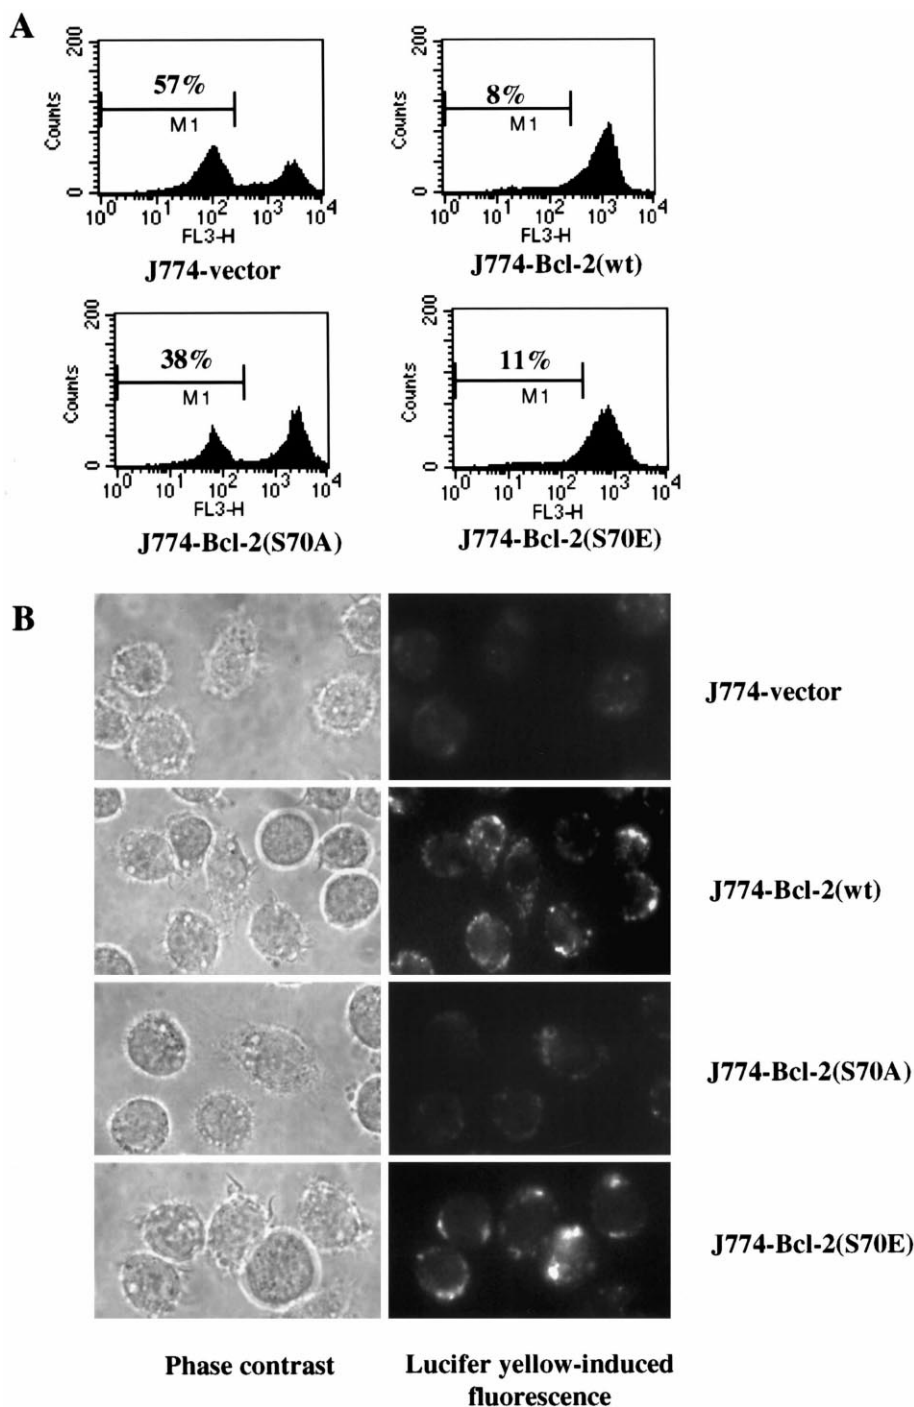 A
200
Counts
0
57%
M1
10^0 10^1 10^2 10^3 10^4
FL3-H
J774-vector
200
Counts
0
8%
M1
10^0 10^1 10^2 10^3 10^4
FL3-H
J774-Bcl-2(wt)
200
Counts
0
38%
M1
10^0 10^1 10^2 10^3 10^4
FL3-H
J774-Bcl-2(S70A)
200
Counts
0
11%
M1
10^0 10^1 10^2 10^3 10^4
FL3-H
J774-Bcl-2(S70E)
B
J774-vector
J774-Bcl-2(wt)
J774-Bcl-2(S70A)
J774-Bcl-2(S70E)
Phase contrast
Lucifer yellow-induced
fluorescence